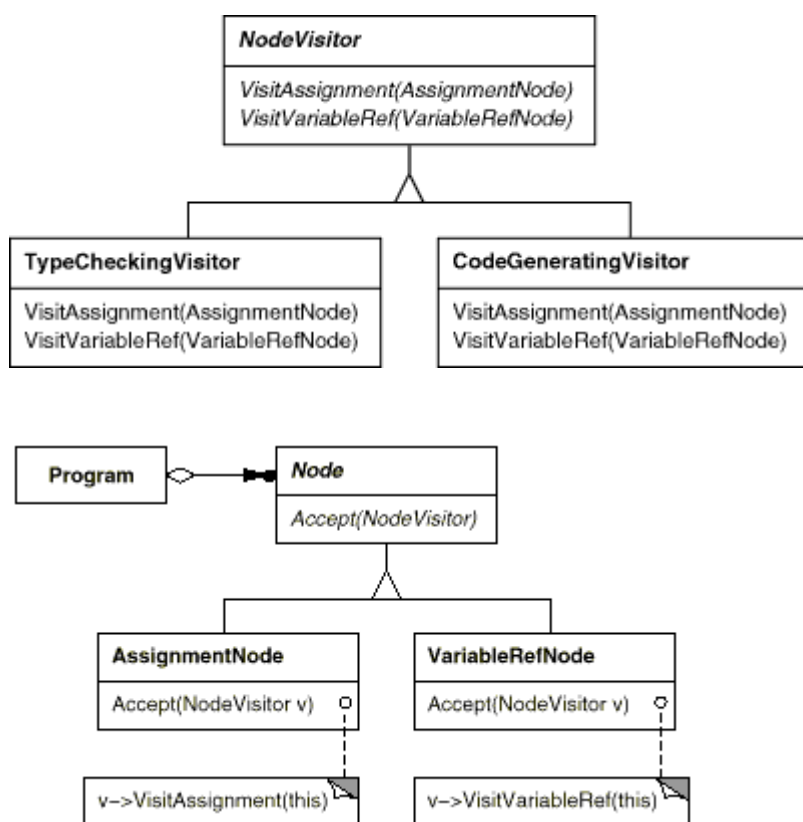 NodeVisitor
VisitAssignment(AssignmentNode)
VisitVariableRef(VariableRefNode)
TypeCheckingVisitor
VisitAssignment(AssignmentNode)
VisitVariableRef(VariableRefNode)
CodeGeneratingVisitor
VisitAssignment(AssignmentNode)
VisitVariableRef(VariableRefNode)
Program
Node
Accept(NodeVisitor)
AssignmentNode
Accept(NodeVisitor v)
v->VisitAssignment(this)
VariableRefNode
Accept(NodeVisitor v)
v->VisitVariableRef(this)